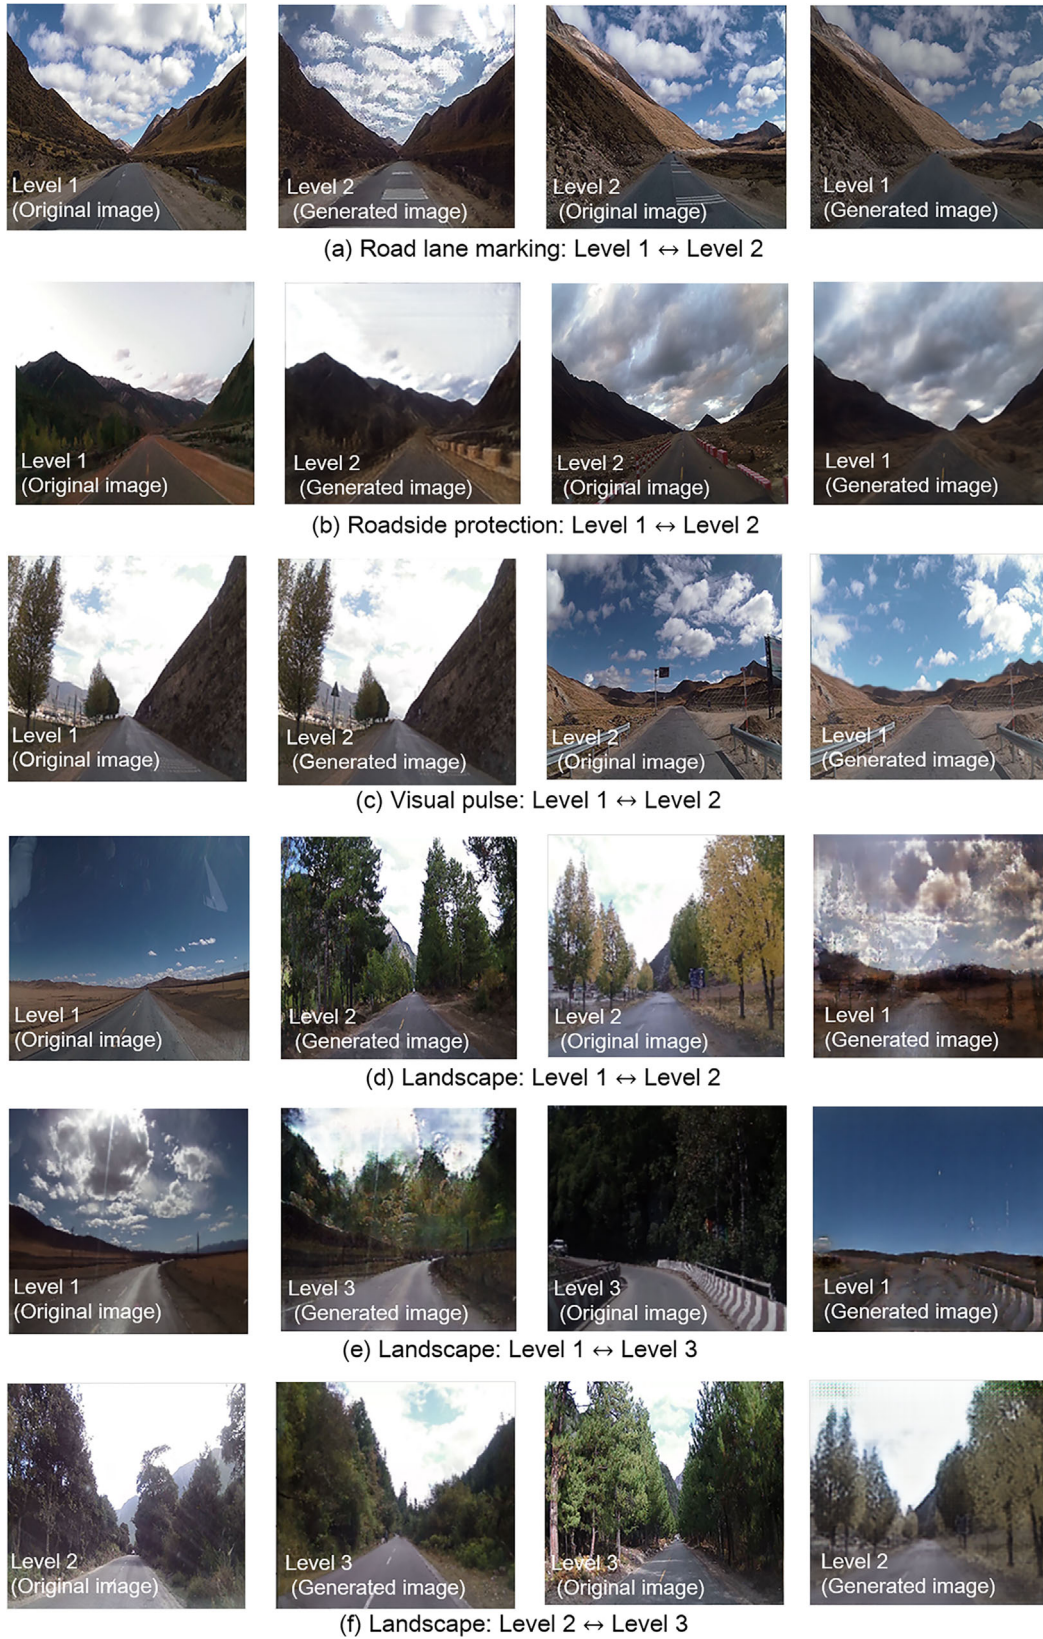 Level 1
(Original image)
Level 2
(Generated image)
Level 2
(Original image)
Level 1
(Generated image)
(a) Road lane marking: Level 1 ↔ Level 2
Level 1
(Original image)
Level 2
(Generated image)
Level 2
(Original image)
Level 1
(Generated image)
(b) Roadside protection: Level 1 ↔ Level 2
Level 1
(Original image)
Level 2
(Generated image)
Level 2
(Original image)
Level 1
(Generated image)
(c) Visual pulse: Level 1 ↔ Level 2
Level 1
(Original image)
Level 2
(Generated image)
Level 2
(Original image)
Level 1
(Generated image)
(d) Landscape: Level 1 ↔ Level 2
Level 1
(Original image)
Level 3
(Generated image)
Level 3
(Original image)
Level 1
(Generated image)
(e) Landscape: Level 1 ↔ Level 3
Level 2
(Original image)
Level 3
(Generated image)
Level 3
(Original image)
Level 2
(Generated image)
(f) Landscape: Level 2 ↔ Level 3